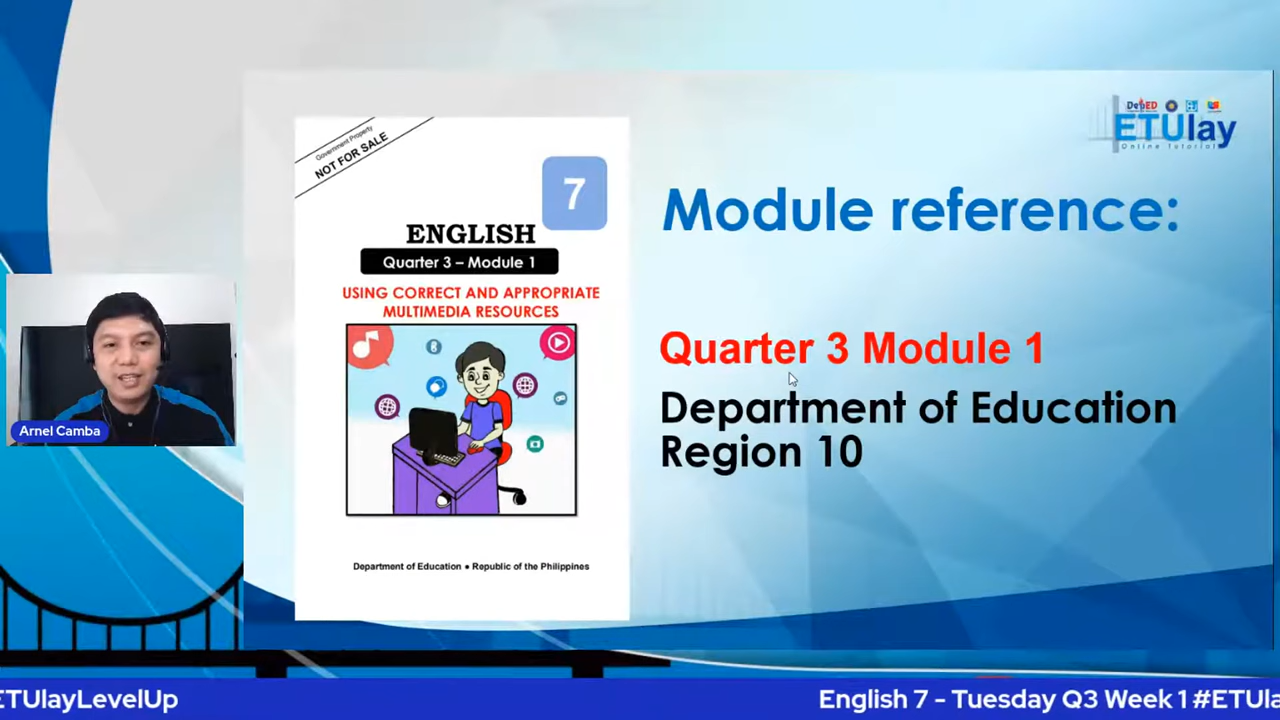 DepED
ETUlay
Online Tutorial
Government Property
NOT FOR SALE
7
ENGLISH
Quarter 3 – Module 1
USING CORRECT AND APPROPRIATE
MULTIMEDIA RESOURCES
Department of Education ● Republic of the Philippines
Module reference:
Quarter 3 Module 1
Department of Education
Region 10
Arnel Camba
ETUlayLevelUp
English 7 - Tuesday Q3 Week 1 #ETUla